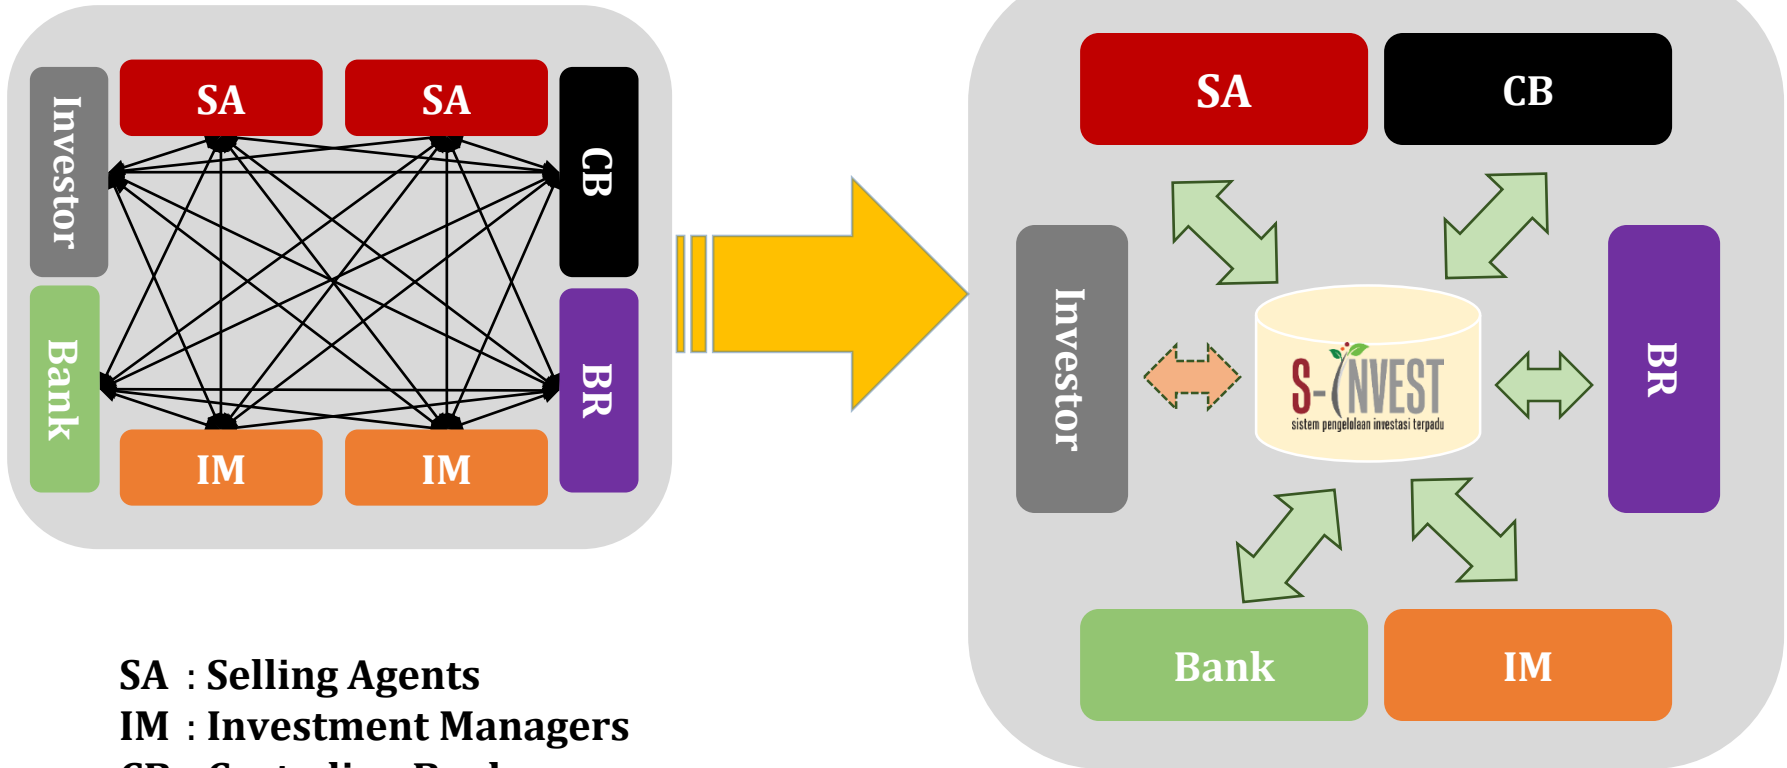 SA
SA
Investor
CB
Bank
BR
IM
IM
SA
CB
Investor
S-INVEST
sistem pengelolaan investasi terpadu
BR
Bank
IM
SA : Selling Agents
IM : Investment Managers